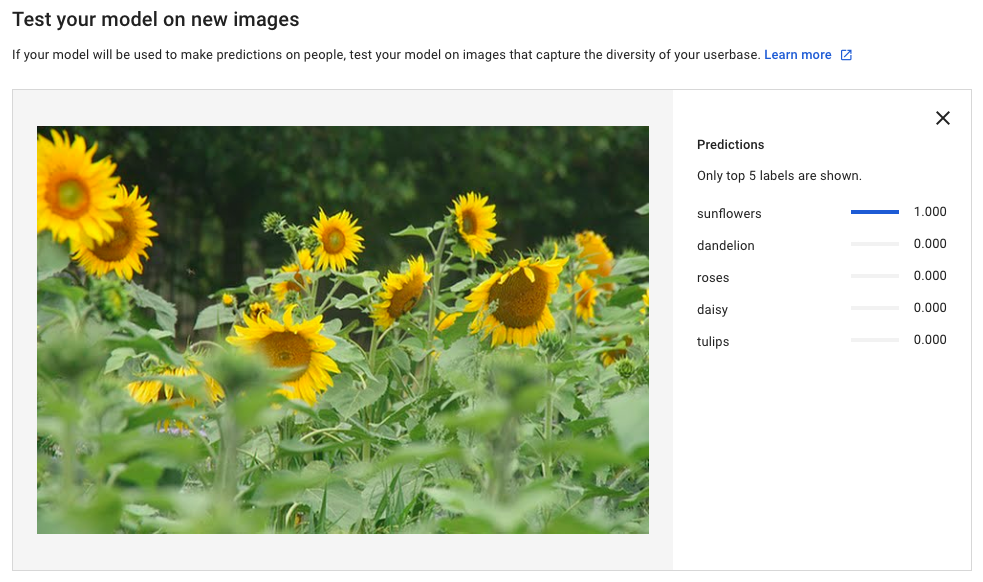 Test your model on new images
If your model will be used to make predictions on people, test your model on images that capture the diversity of your userbase. Learn more
Predictions
Only top 5 labels are shown.
sunflowers 1.000
dandelion 0.000
roses 0.000
daisy 0.000
tulips 0.000